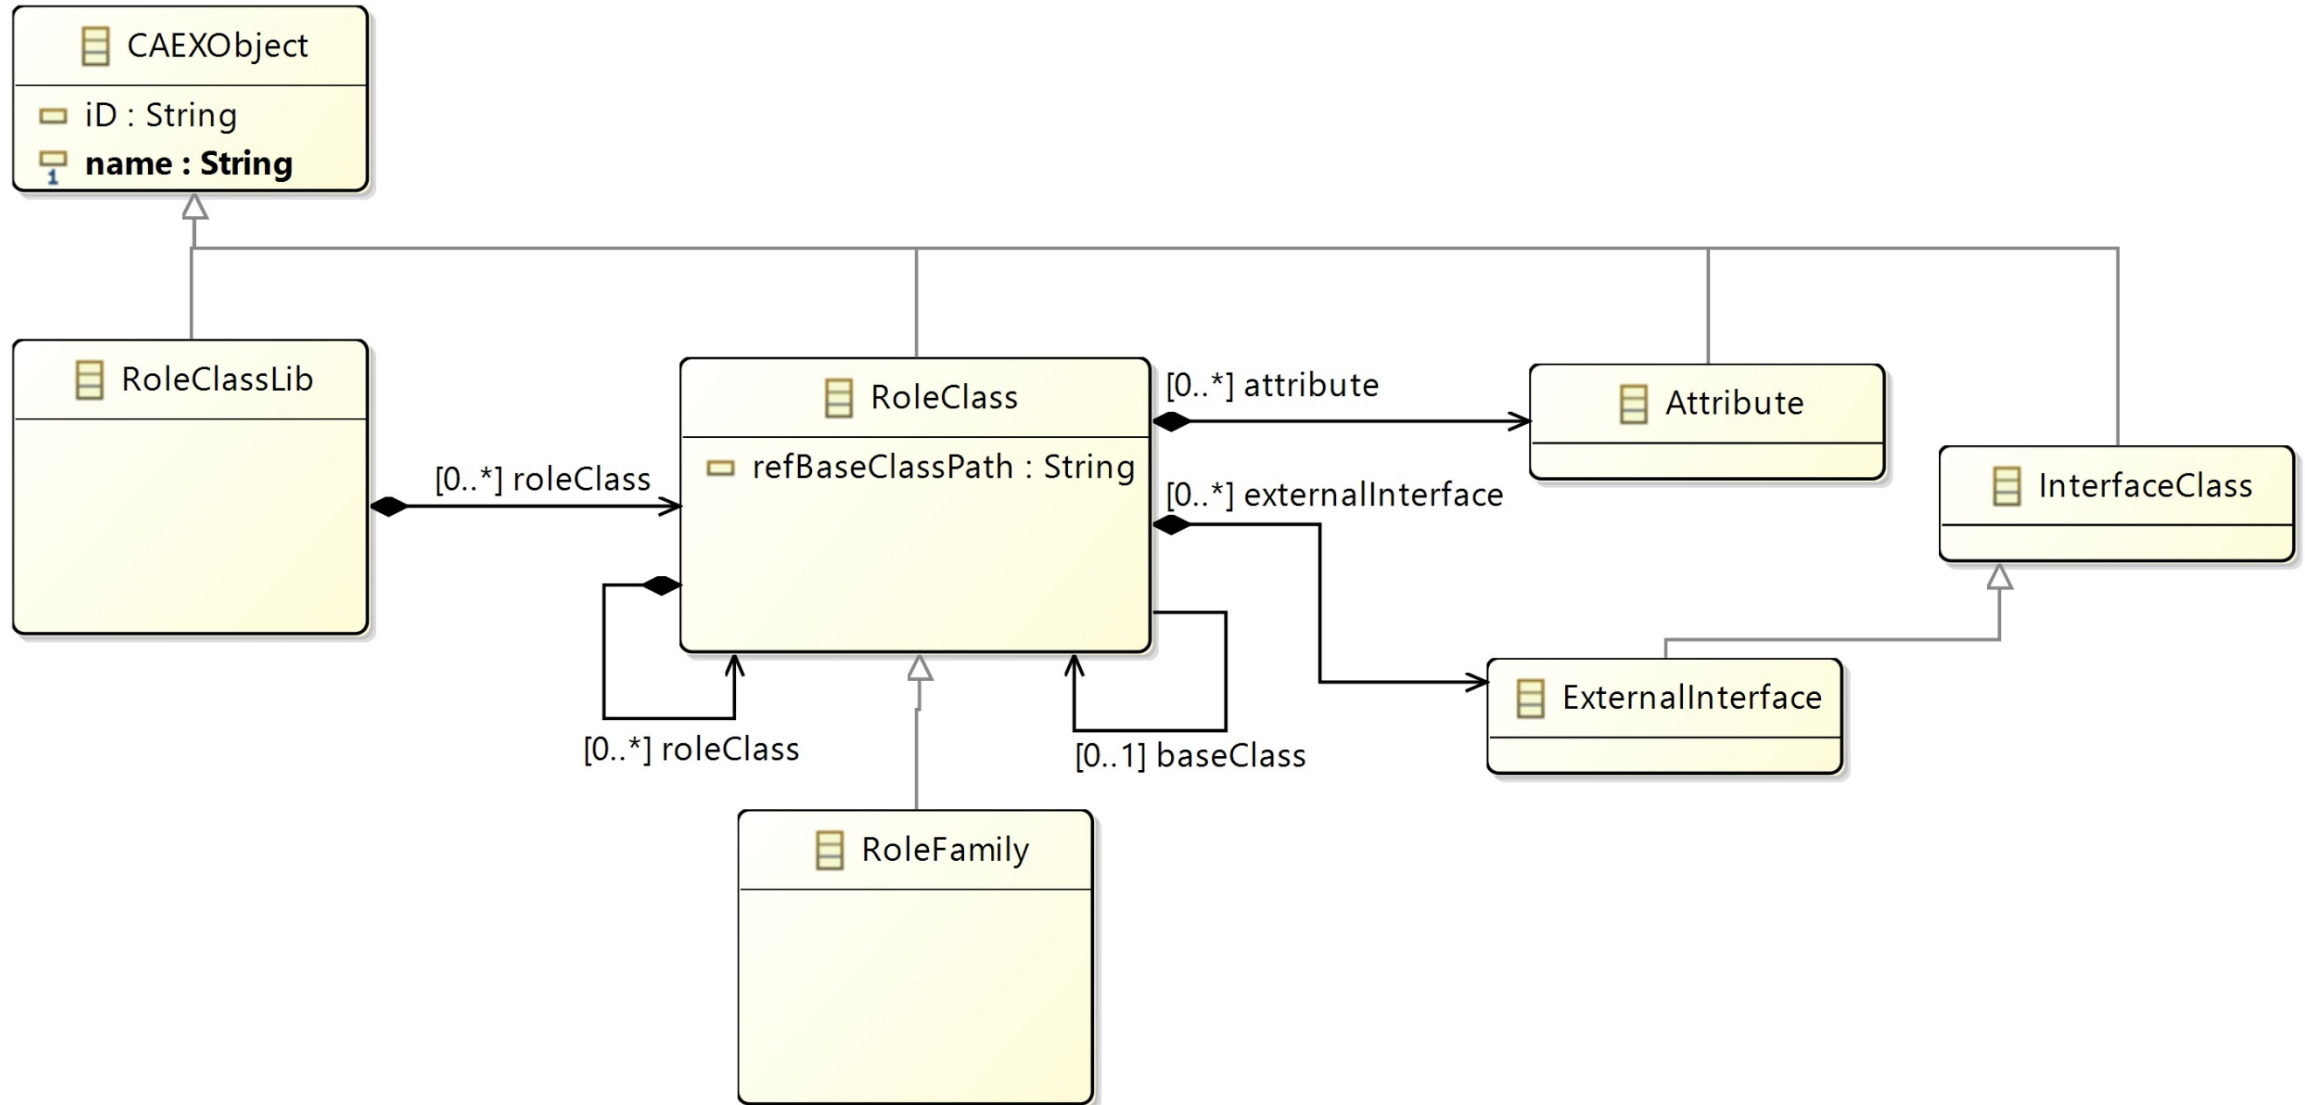 CAEXObject
iD : String
1 name : String
RoleClassLib
[0..*] roleClass
RoleClass
refBaseClassPath : String
[0..*] attribute
Attribute
[0..*] externalInterface
InterfaceClass
ExternalInterface
[0..*] roleClass
[0..1] baseClass
RoleFamily